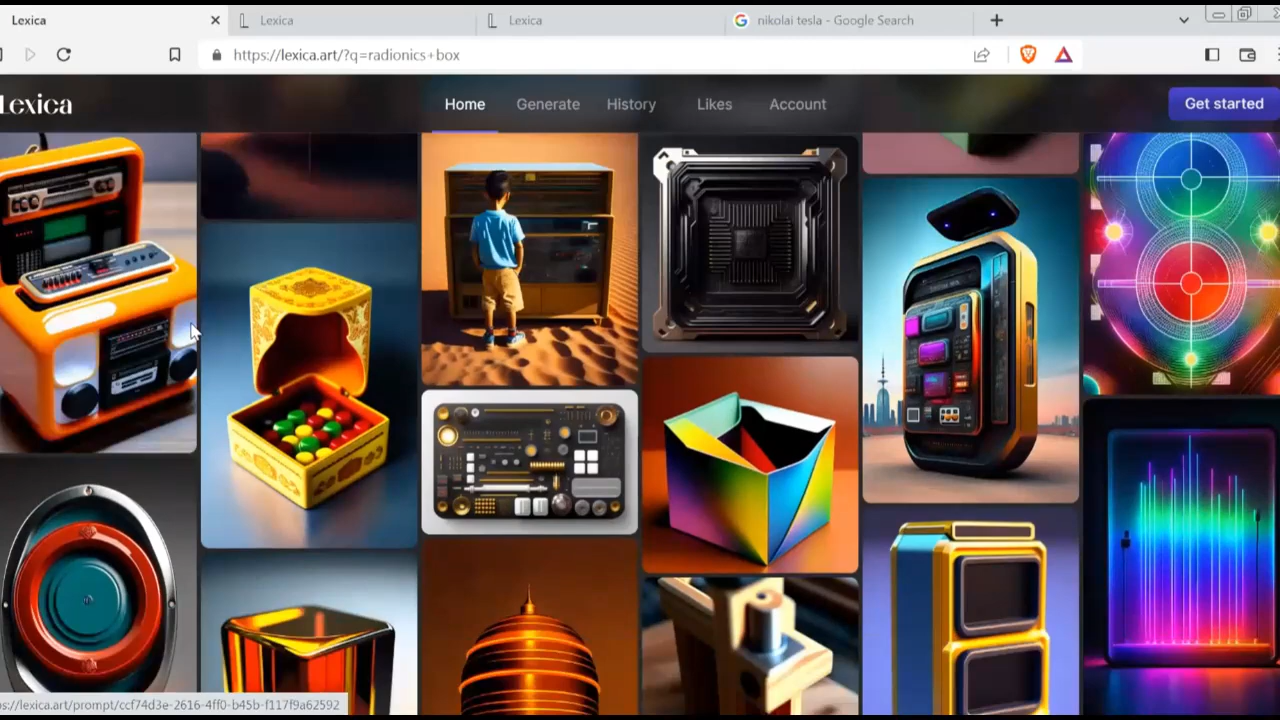 Lexica
Lexica
Lexica
nikolai tesla - Google Search
https://lexica.art/?q=radionics+box
Lexica
Home
Generate
History
Likes
Account
Get started
ps://lexica.art/prompt/ccf74d3e-2616-4ff0-b45b-f117f9a62592